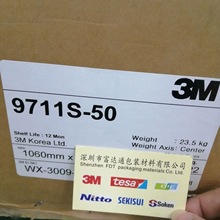 3M
9711S-50
Shelf Life : 12 Mon
3M Korea Ltd.
Weight : 23.5 kg
Weight Axis : Center
1060mm x
WX-3009-
深圳市富达通包装材料有限公司
Shenzhen FDT packaging materials Co.,Ltd
3M
tesa
Nitto
SEKISUI
Soken